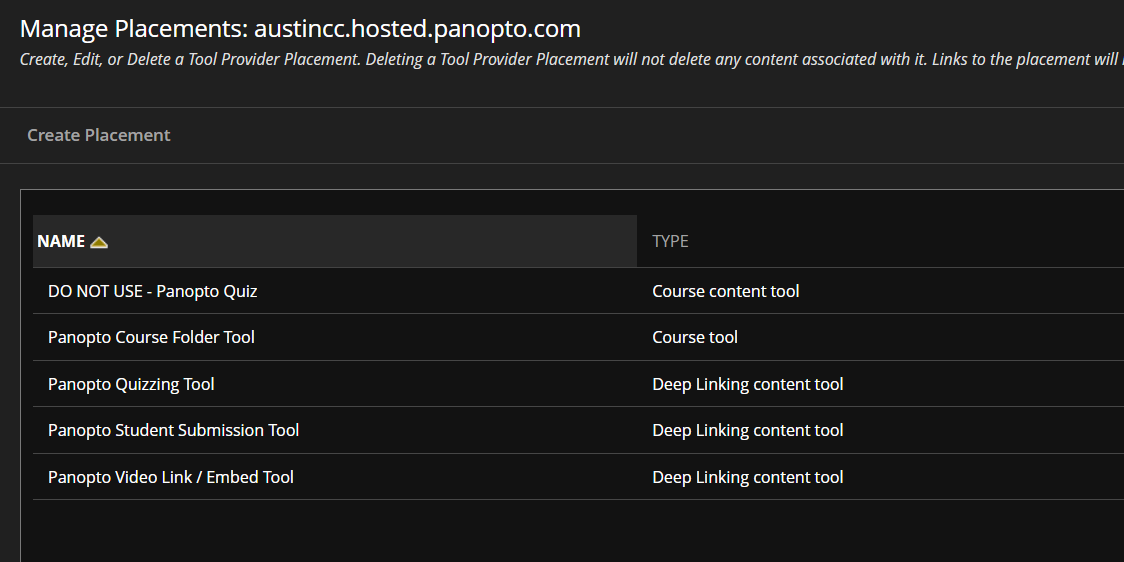 Manage Placements: austincc.hosted.panopto.com
Create, Edit, or Delete a Tool Provider Placement. Deleting a Tool Provider Placement will not delete any content associated with it. Links to the placement will
Create Placement
NAME TYPE
DO NOT USE - Panopto Quiz Course content tool
Panopto Course Folder Tool Course tool
Panopto Quizzing Tool Deep Linking content tool
Panopto Student Submission Tool Deep Linking content tool
Panopto Video Link / Embed Tool Deep Linking content tool